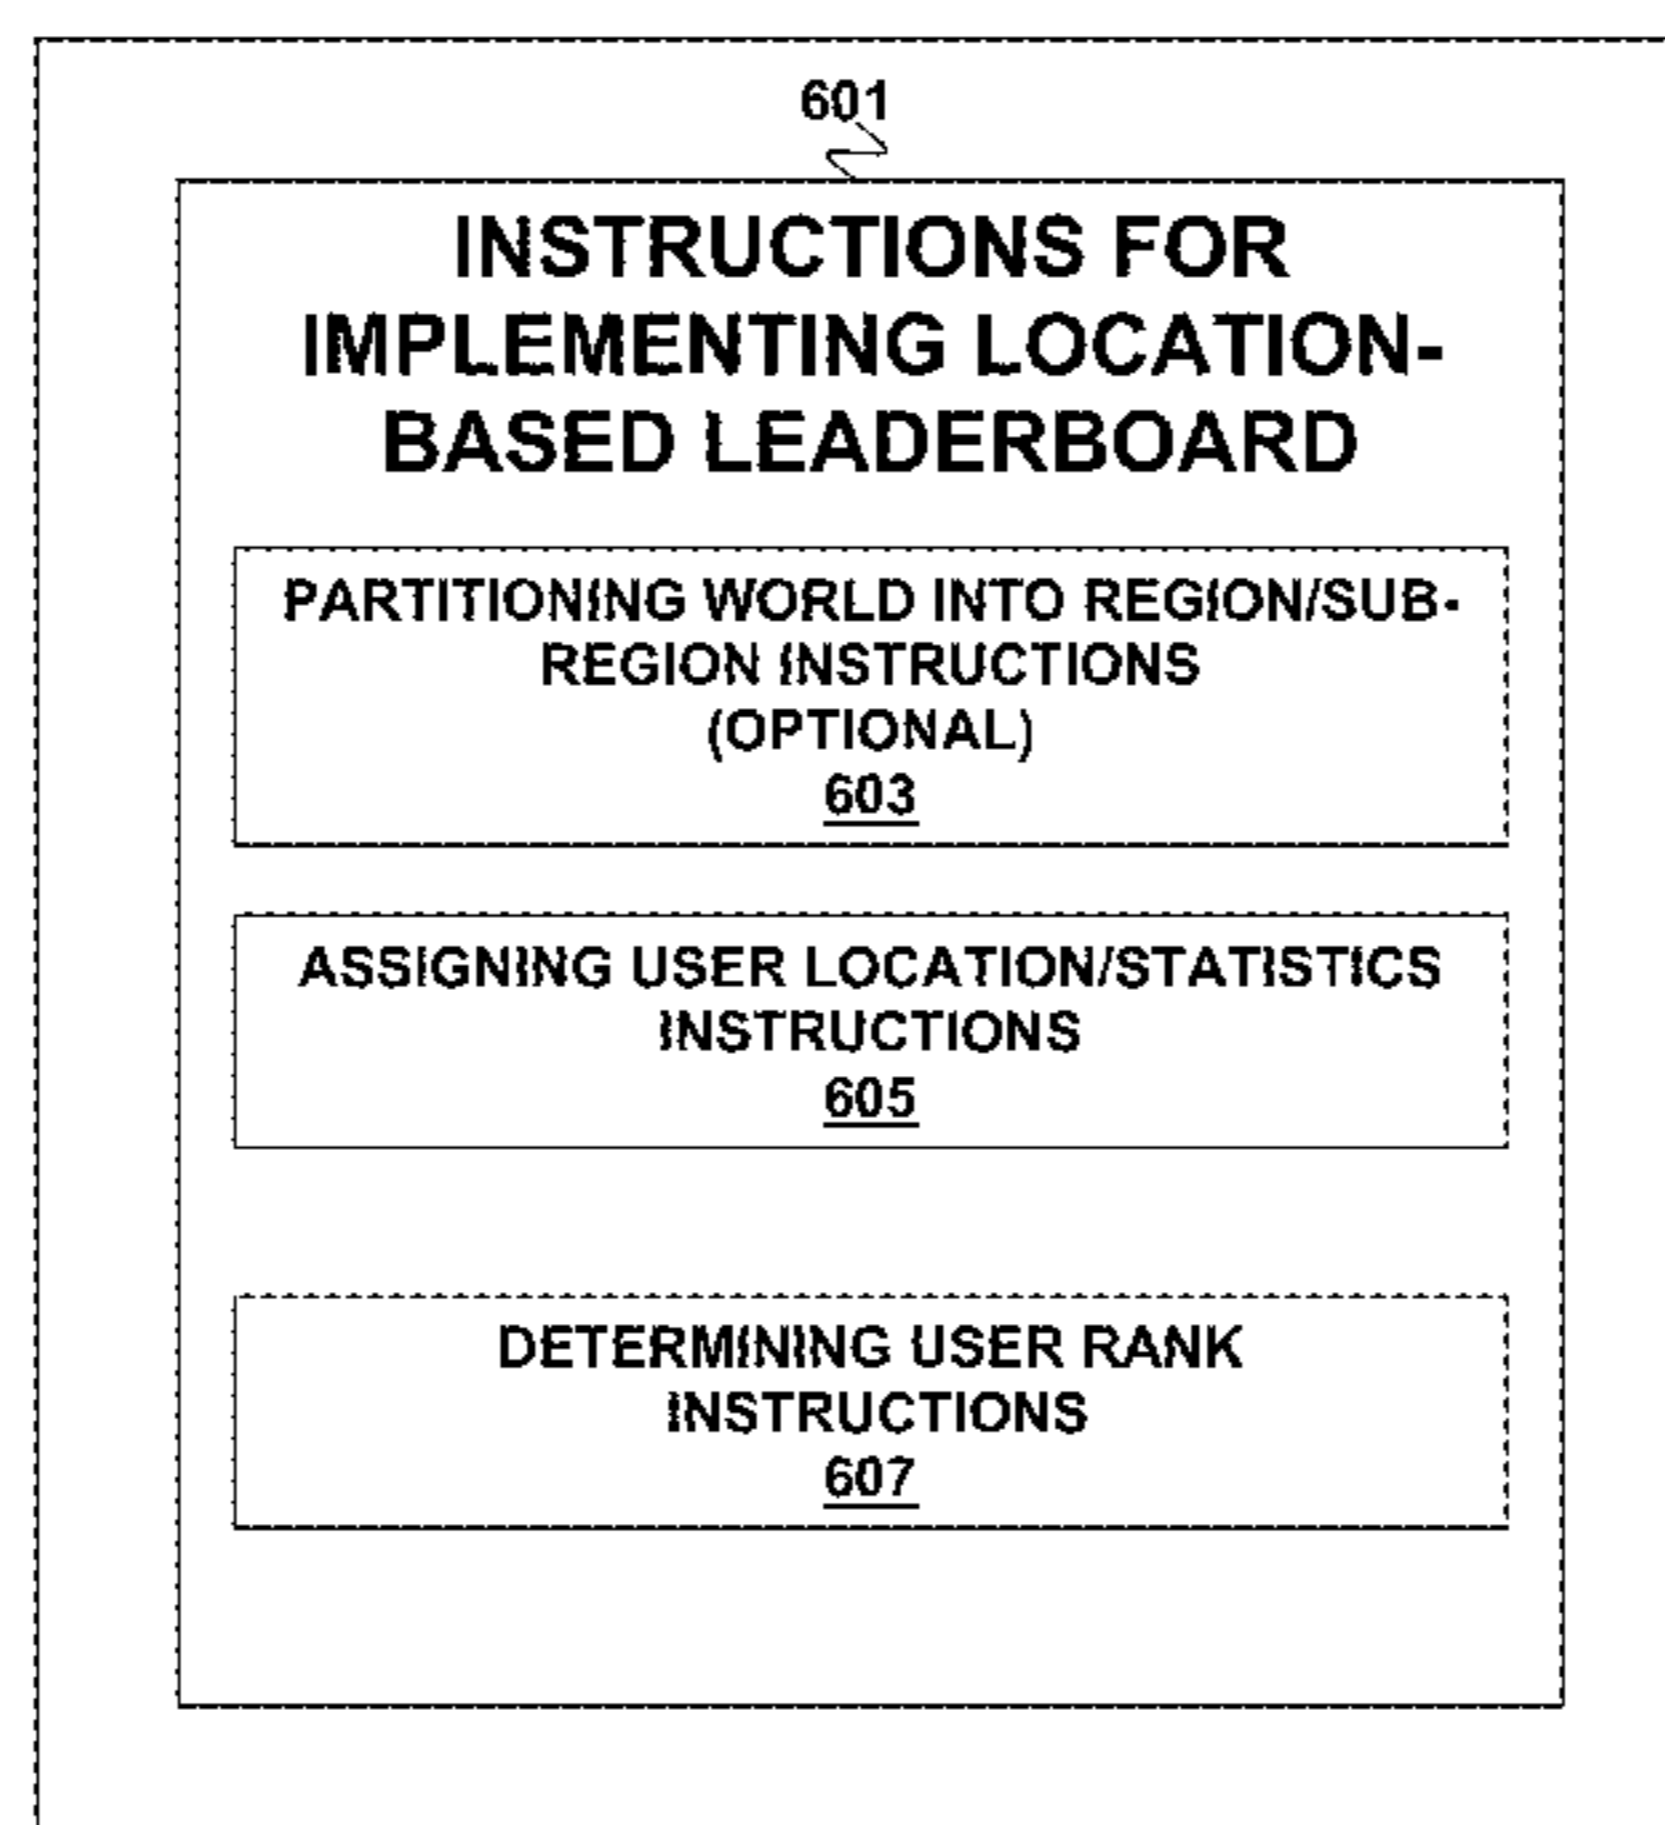 601
INSTRUCTIONS FOR
IMPLEMENTING LOCATION-
BASED LEADERBOARD
PARTITIONING WORLD INTO REGION/SUB-
REGION INSTRUCTIONS
(OPTIONAL)
603
ASSIGNING USER LOCATION/STATISTICS
INSTRUCTIONS
605
DETERMINING USER RANK
INSTRUCTIONS
607